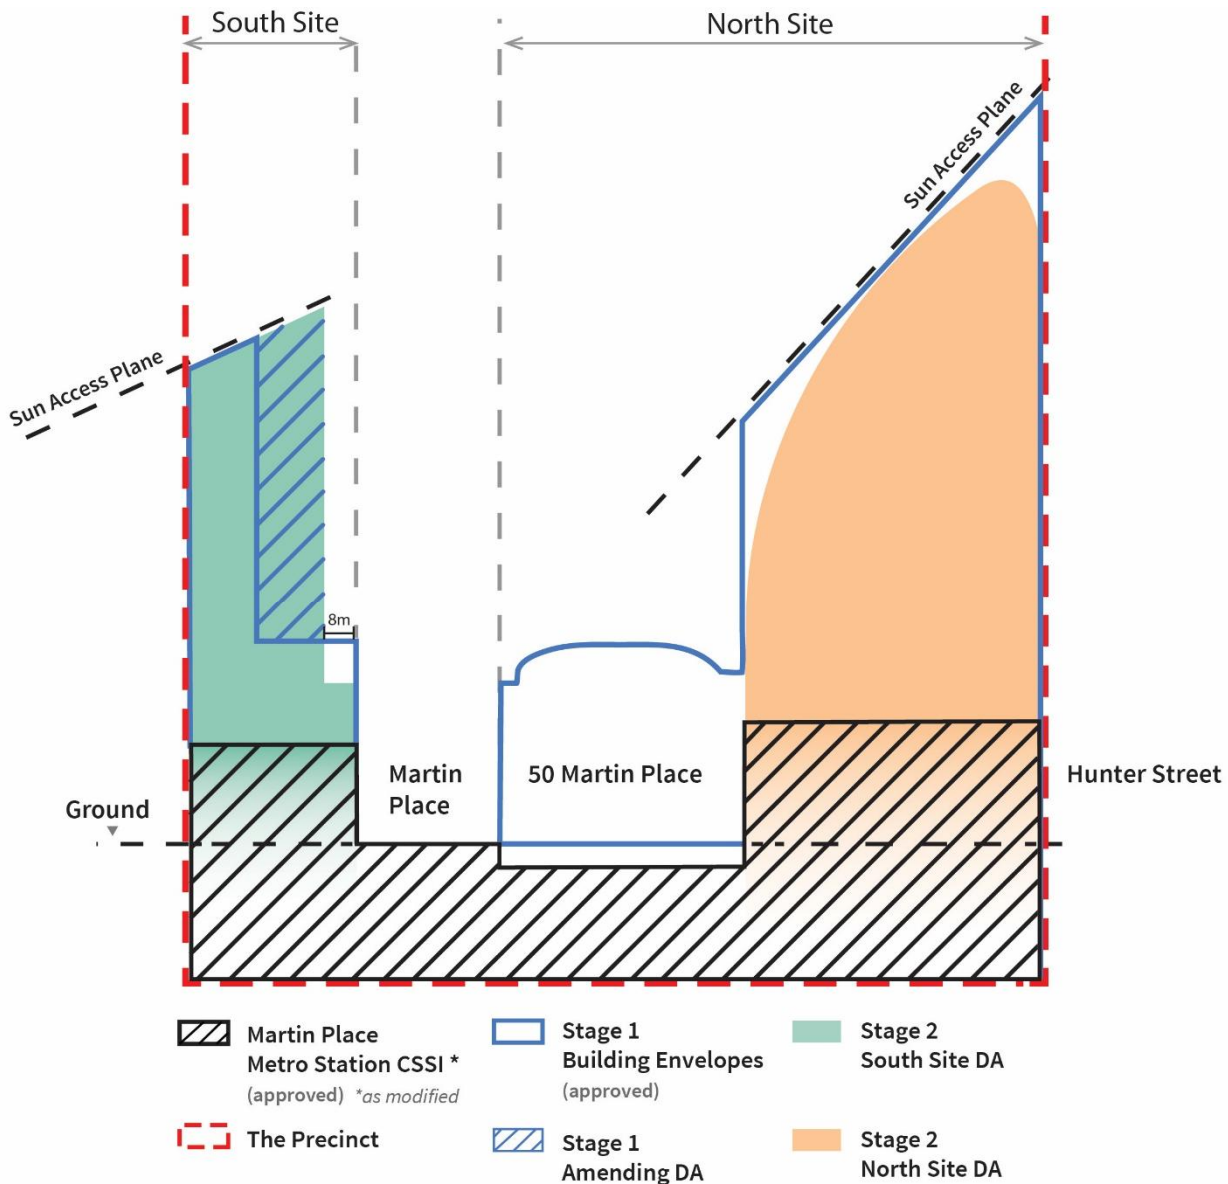 South Site
North Site
Sun Access Plane
Sun Access Plane
8m
Martin
Place
50 Martin Place
Hunter Street
Ground
Martin Place
Metro Station CSSI *
(approved) *as modified
Stage 1
Building Envelopes
(approved)
Stage 2
South Site DA
The Precinct
Stage 1
Amending DA
Stage 2
North Site DA